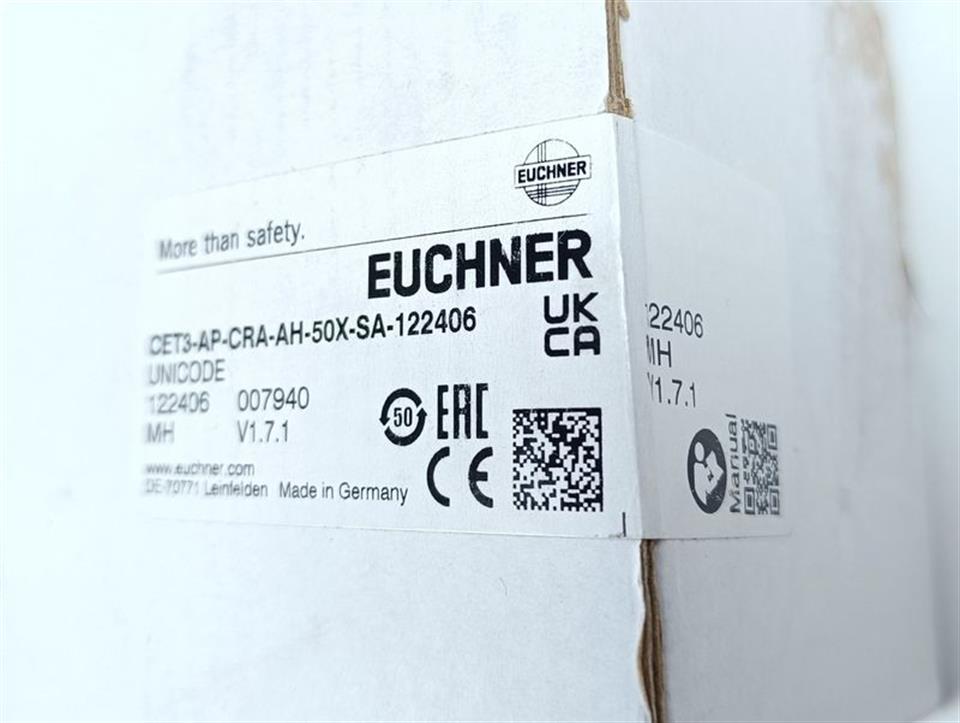 EUCHNER
More than safety.
EUCHNER
CET3-AP-CRA-AH-50X-SA-122406
UNICODE
122406 007940
MH V1.7.1
www.euchner.com
DE-70771 Leinfelden Made in Germany
50
EAC
CE
UK
CA
122406
MH
V1.7.1
Manual